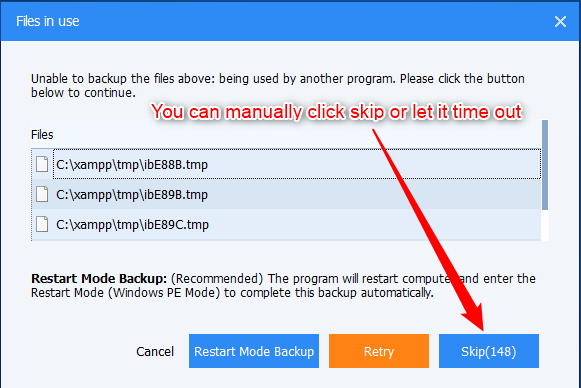 Files in use
Unable to backup the files above: being used by another program. Please click the button
below to continue.
You can manually click skip or let it time out
Files
C:\xampp\tmp\ibE88B.tmp
C:\xampp\tmp\ibE89B.tmp
C:\xampp\tmp\ibE89C.tmp
Restart Mode Backup: (Recommended) The program will restart computer and enter the
Restart Mode (Windows PE Mode) to complete this backup automatically.
Cancel Restart Mode Backup Retry Skip(148)